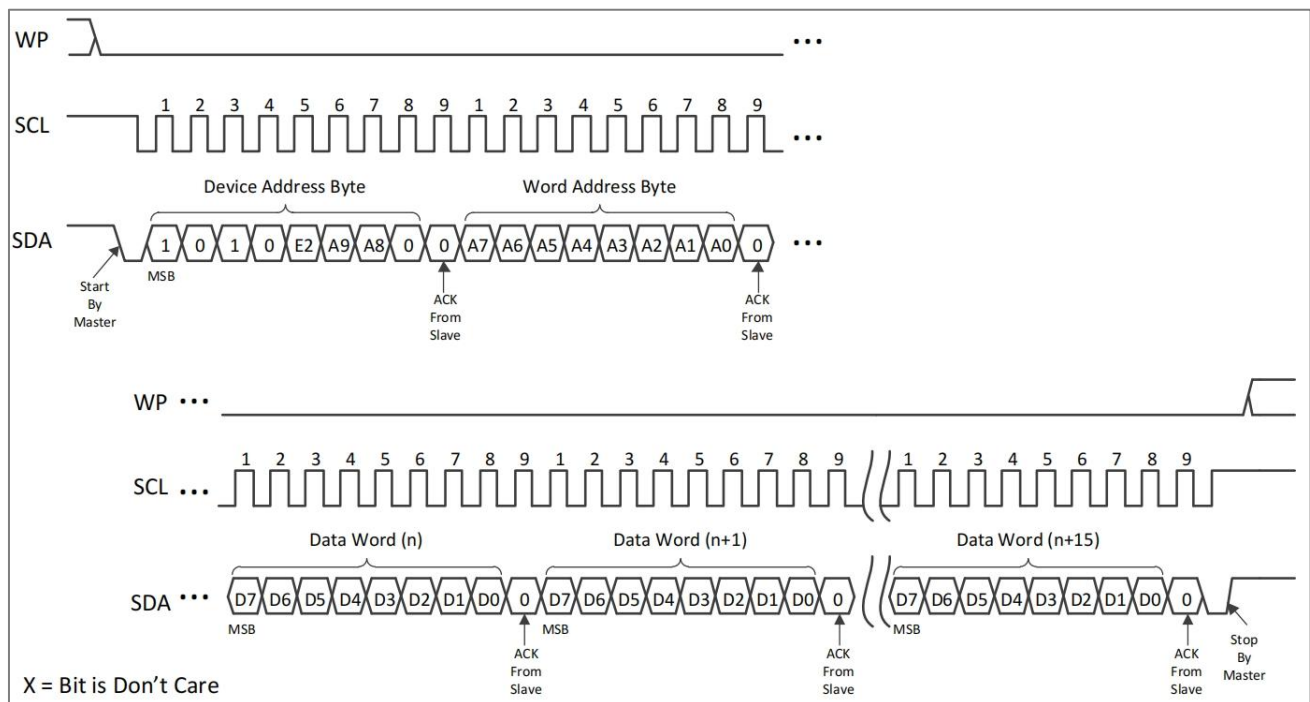 WP
...
1 2 3 4 5 6 7 8 9 1 2 3 4 5 6 7 8 9
SCL
...
Device Address Byte Word Address Byte
SDA 1 0 1 0 E2 A9 A8 0 0 A7 A6 A5 A4 A3 A2 A1 A0 0 ...
MSB
Start
By
Master
ACK
From
Slave
ACK
From
Slave
WP ...
1 2 3 4 5 6 7 8 9 1 2 3 4 5 6 7 8 9 1 2 3 4 5 6 7 8 9
SCL ...
Data Word (n) Data Word (n+1) Data Word (n+15)
SDA ... D7 D6 D5 D4 D3 D2 D1 D0 0 D7 D6 D5 D4 D3 D2 D1 D0 0 D7 D6 D5 D4 D3 D2 D1 D0 0
MSB MSB MSB
ACK
From
Slave
ACK
From
Slave
ACK
From
Slave
Stop
By
Master
X = Bit is Don’t Care